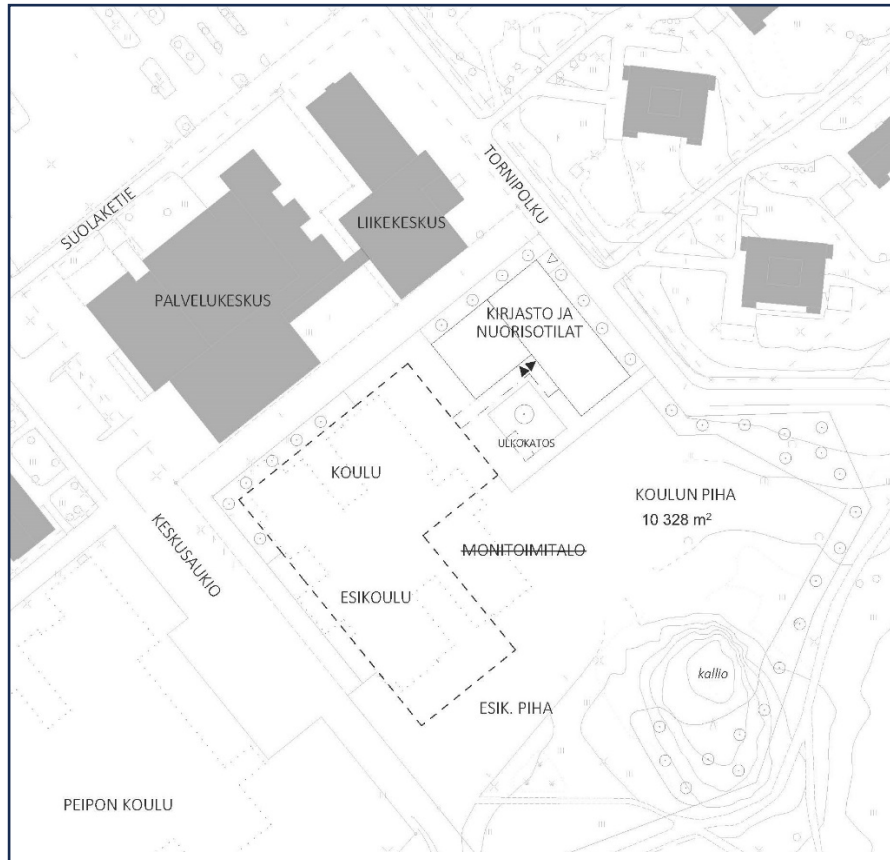 SUOLAKETIE
TORNIPOLKU
LIIKEKESKUS
PALVELUKESKUS
KIRJASTO JA
NUORISOTILAT
ULKOKATOS
KOULU
KOULUN PIHA
10 328 m²
MONITOIMITALO
KESKUSAUKIO
ESIKOULU
kallio
ESIK. PIHA
PEIPON KOULU